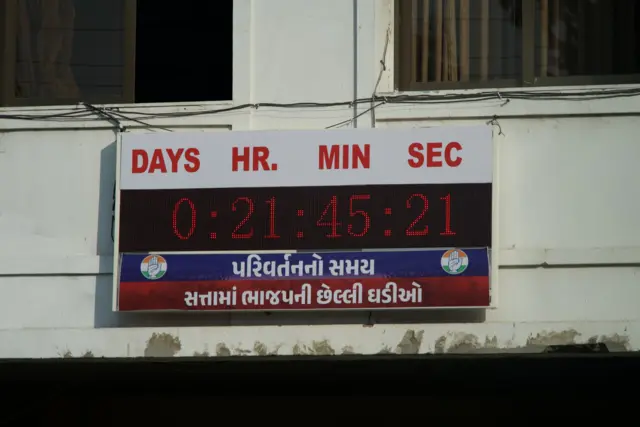 DAYS HR. MIN SEC
0:21:45:21
પરિવર્તનનો સમય
સત્તામાં ભાજપની છેલ્લી ઘડીઓ